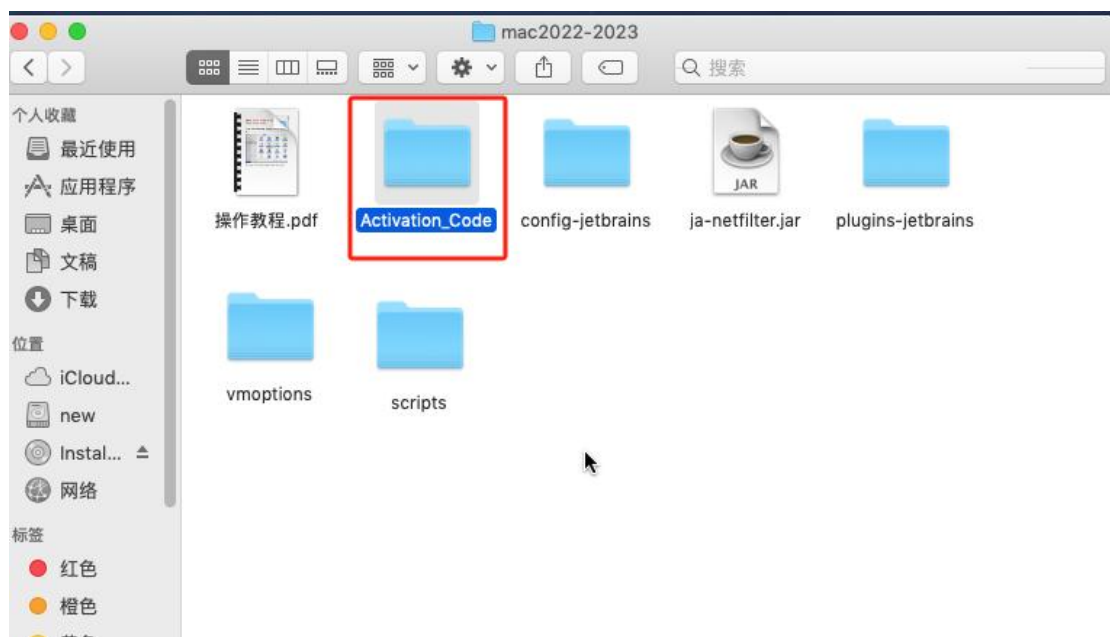 mac2022-2023
搜索
个人收藏
最近使用
应用程序
桌面
文稿
下载
位置
iCloud...
new
Instal...
网络
标签
红色
橙色
JAR
操作教程.pdf
Activation_Code
config-jetbrains
ja-netfilter.jar
plugins-jetbrains
vmoptions
scripts